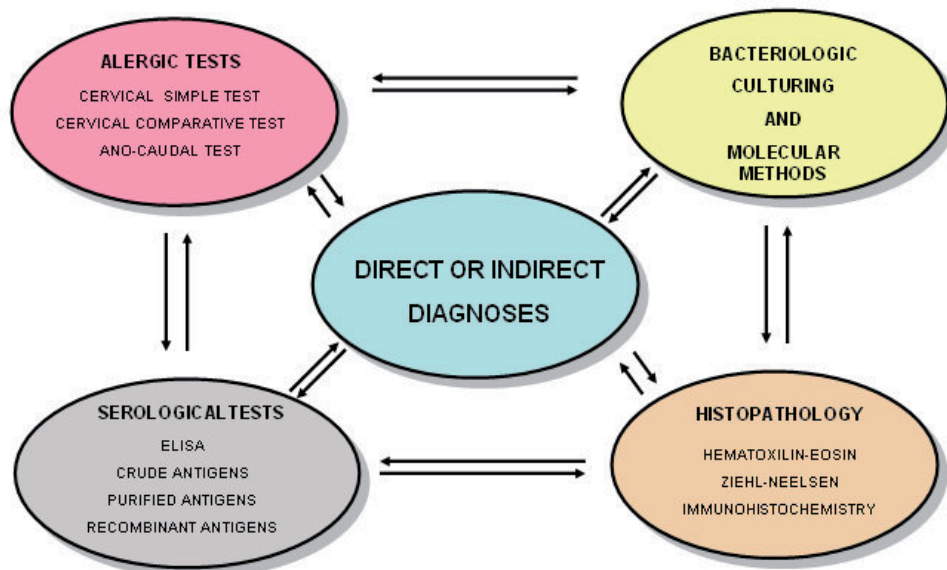 ALERGIC TESTS
CERVICAL SIMPLE TEST
CERVICAL COMPARATIVE TEST
ANO-CAUDAL TEST
BACTERIOLOGIC
CULTURING
AND
MOLECULAR
METHODS
DIRECT OR INDIRECT
DIAGNOSES
SEROLOGICALTESTS
ELISA
CRUDE ANTIGENS
PURIFIED ANTIGENS
RECOMBINANT ANTIGENS
HISTOPATHOLOGY
HEMATOXILIN-EOSIN
ZIEHL-NEELSEN
IMMUNOHISTOCHEMISTRY